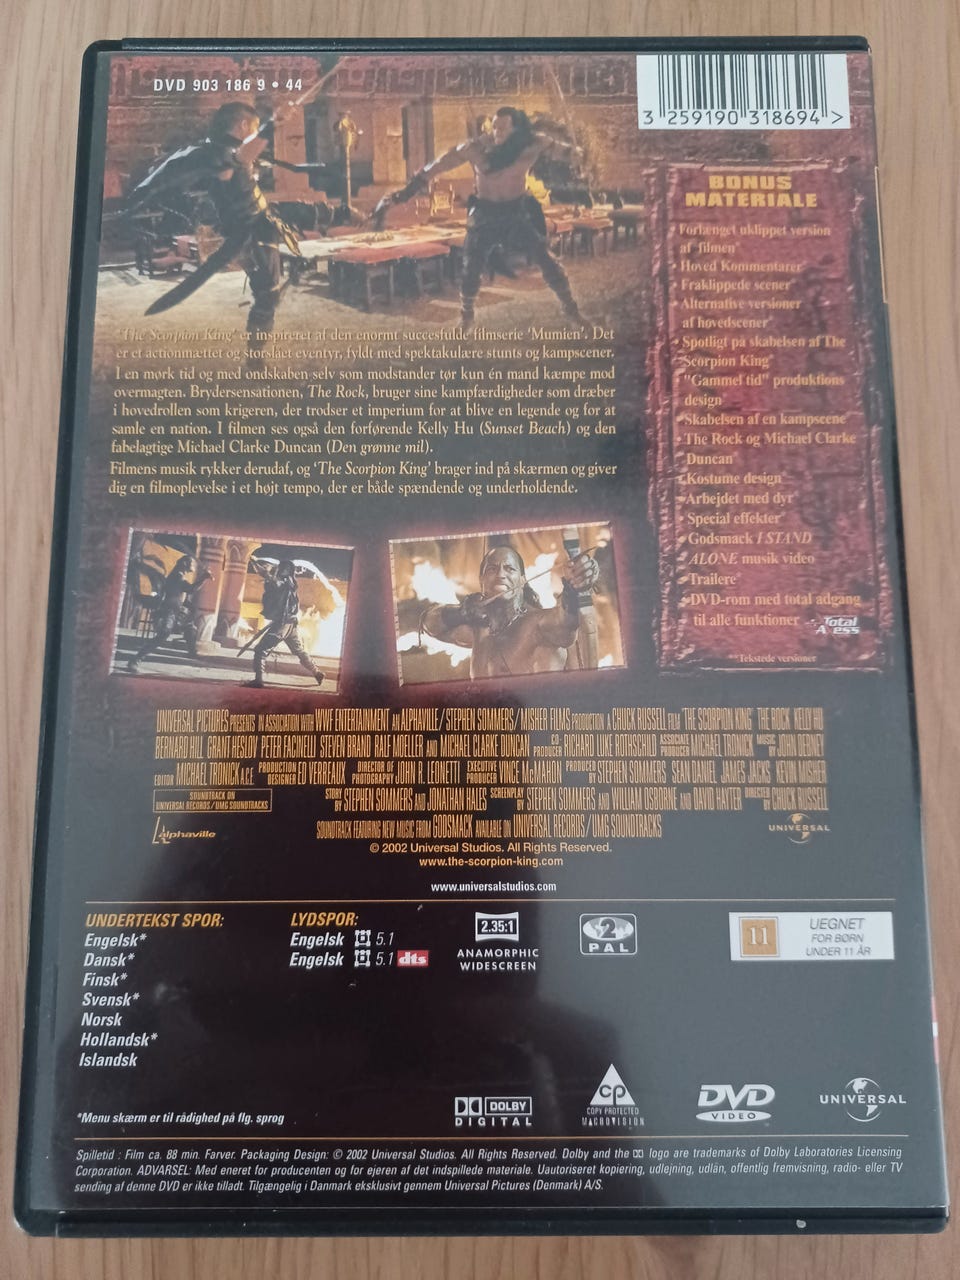 DVD 903 186 9 • 44
3 259190 318694 >
'The Scorpion King' er inspireret af den enormt succesfulde filmserie 'Mumien'. Det
er et actionmættet og storslået eventyr, fyldt med spektakulære stunts og kampscener.
I en mørk tid og med ondskaben selv som modstander tør kun én mand kæmpe mod
overmagten. Brydersensationen, The Rock, bruger sine kampfærdigheder som dræber
i hovedrollen som krigeren, der trodser et imperium for at blive en legende og for at
samle en nation. I filmen ses også den forførende Kelly Hu (Sunset Beach) og den
fabelagtige Michael Clarke Duncan (Den grønne mil).
Filmens musik rykker derudaf, og 'The Scorpion King' brager ind på skærmen og giver
dig en filmoplevelse i et højt tempo, der er både spændende og underholdende.
BONUS
MATERIALE
• Forlænget uklippet version
af filmen*
• Hoved Kommentarer*
• Fraklippede scener*
• Alternative versioner
af hovedscener*
• Spotligt på skabelsen af The
Scorpion King*
• "Gammel tid" produktions
design*
• Skabelsen af en kampscene*
• The Rock og Michael Clarke
Duncan*
• Kostume design*
• Arbejdet med dyr*
• Special effekter*
• Godsmack I STAND
ALONE musik video
• Trailere*
• DVD-rom med total adgang
til alle funktioner
Total
Axess
**Tekstede versioner
UNIVERSAL PICTURES PRESENTS IN ASSOCIATION WITH WWF ENTERTAINMENT AN ALPHAVILLE/STEPHEN SOMMERS/MISHER FILMS PRODUCTION A CHUCK RUSSELL FILM 'THE SCORPION KING' THE ROCK KELLY HU
BERNARD HILL GRANT HESLOV PETER FACINELLI STEVEN BRAND RALF MOELLER AND MICHAEL CLARKE DUNCAN CO-PRODUCER RICHARD LUKE ROTHSCHILD ASSOCIATE PRODUCER MICHAEL TRONICK MUSIC BY JOHN DEBNEY
EDITOR MICHAEL TRONICK A.C.E. PRODUCTION DESIGNER ED VERREAUX DIRECTOR OF PHOTOGRAPHY JOHN R. LEONETTI EXECUTIVE PRODUCER VINCE McMAHON PRODUCED BY STEPHEN SOMMERS SEAN DANIEL JAMES JACKS KEVIN MISHER
SOUNDTRACK ON
UNIVERSAL RECORDS/UMG SOUNDTRACKS
STORY BY STEPHEN SOMMERS AND JONATHAN HALES SCREENPLAY BY STEPHEN SOMMERS AND WILLIAM OSBORNE AND DAVID HAYTER DIRECTED BY CHUCK RUSSELL
Alphaville
SOUNDTRACK FEATURING NEW MUSIC FROM GODSMACK AVAILABLE ON UNIVERSAL RECORDS/UMG SOUNDTRACKS
UNIVERSAL
© 2002 Universal Studios. All Rights Reserved.
www.the-scorpion-king.com
www.universalstudios.com
UNDERTEKST SPOR:
Engelsk*
Dansk*
Finsk*
Svensk*
Norsk
Hollandsk*
Islandsk
LYDSPOR:
Engelsk 5.1
Engelsk 5.1 dts
2.35:1
ANAMORPHIC
WIDESCREEN
2
PAL
11
UEGNET
FOR BØRN
UNDER 11 ÅR
*Menu skærm er til rådighed på flg. sprog
DOLBY
DIGITAL
CP
COPY PROTECTED
MACROVISION
DVD
VIDEO
UNIVERSAL
Spilletid : Film ca. 88 min. Farver. Packaging Design: © 2002 Universal Studios. All Rights Reserved. Dolby and the logo are trademarks of Dolby Laboratories Licensing
Corporation. ADVARSEL: Med eneret for producenten og for ejeren af det indspillede materiale. Uautoriseret kopiering, udlejning, udlån, offentlig fremvisning, radio- eller TV
sending af denne DVD er ikke tilladt. Tilgængelig i Danmark eksklusivt gennem Universal Pictures (Denmark) A/S.